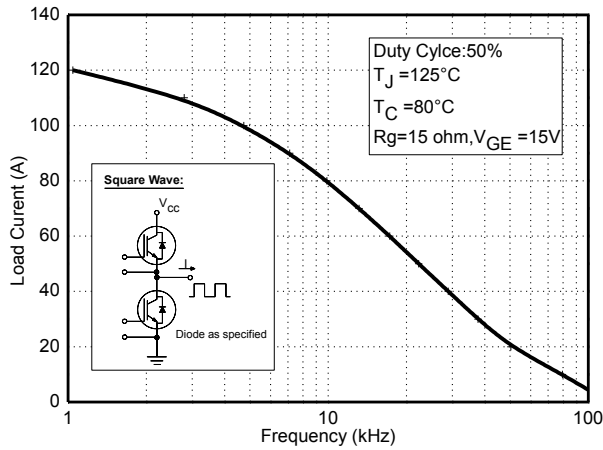 140
120
100
80
60
40
20
0
Load Current (A)
Duty Cylce:50%
TJ =125°C
TC =80°C
Rg=15 ohm,VGE =15V
Square Wave:
VCC
I
Diode as specified
1
10
100
Frequency (kHz)